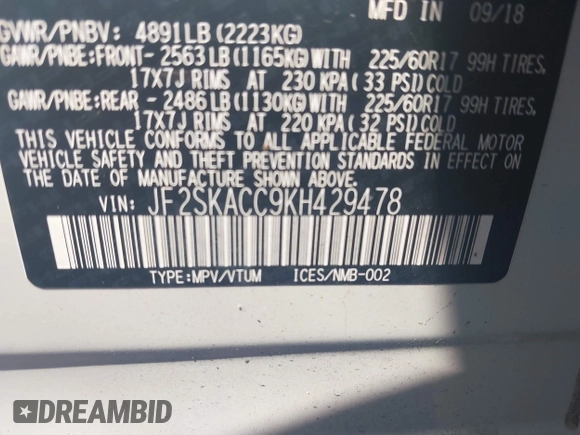 MFD IN 09/18
GVWR/PNBV: 4891LB(2223KG)
GAWR/PNBE:FRONT- 2563LB(1165KG)WITH 225/60R17 99H TIRES,
17X7J RIMS AT 230 KPA( 33 PSI)COLD
GAWR/PNBE:REAR - 2486LB(1130KG)WITH 225/60R17 99H TIRES,
17X7J RIMS AT 220 KPA( 32 PSI)COLD
THIS VEHICLE CONFORMS TO ALL APPLICABLE FEDERAL MOTOR
VEHICLE SAFETY AND THEFT PREVENTION STANDARDS IN EFFECT ON
THE DATE OF MANUFACTURE SHOWN ABOVE.
VIN: JF2SKACC9KH429478
TYPE:MPV/VTUM ICES/NMB-002
DREAMBID